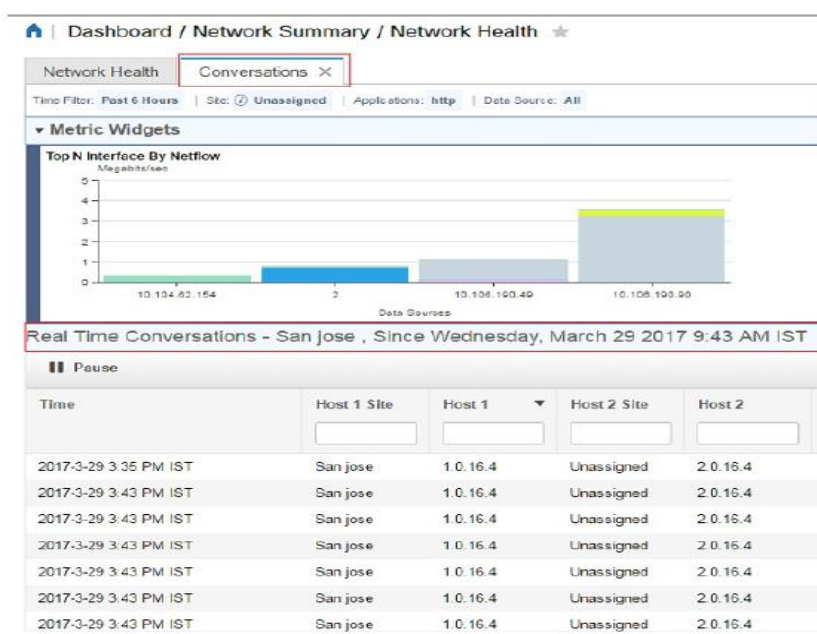 Dashboard / Network Summary / Network Health
Network Health Conversations ×
Time Filter: Past 6 Hours | Site: Unassigned | Applications: http | Data Source: All
Metric Widgets
Top N Interface By Netflow
Megabits/sec
5
4
3
2
1
0
10.104.62.154 2 10.106.190.49 10.106.190.90
Data Sources
Real Time Conversations - San jose , Since Wednesday, March 29 2017 9:43 AM IST
Pause
Time Host 1 Site Host 1 Host 2 Site Host 2
2017-3-29 3:35 PM IST San jose 1.0.16.4 Unassigned 2.0.16.4
2017-3-29 3:43 PM IST San jose 1.0.16.4 Unassigned 2.0.16.4
2017-3-29 3:43 PM IST San jose 1.0.16.4 Unassigned 2.0.16.4
2017-3-29 3:43 PM IST San jose 1.0.16.4 Unassigned 2.0.16.4
2017-3-29 3:43 PM IST San jose 1.0.16.4 Unassigned 2.0.16.4
2017-3-29 3:43 PM IST San jose 1.0.16.4 Unassigned 2.0.16.4
2017-3-29 3:43 PM IST San jose 1.0.16.4 Unassigned 2.0.16.4